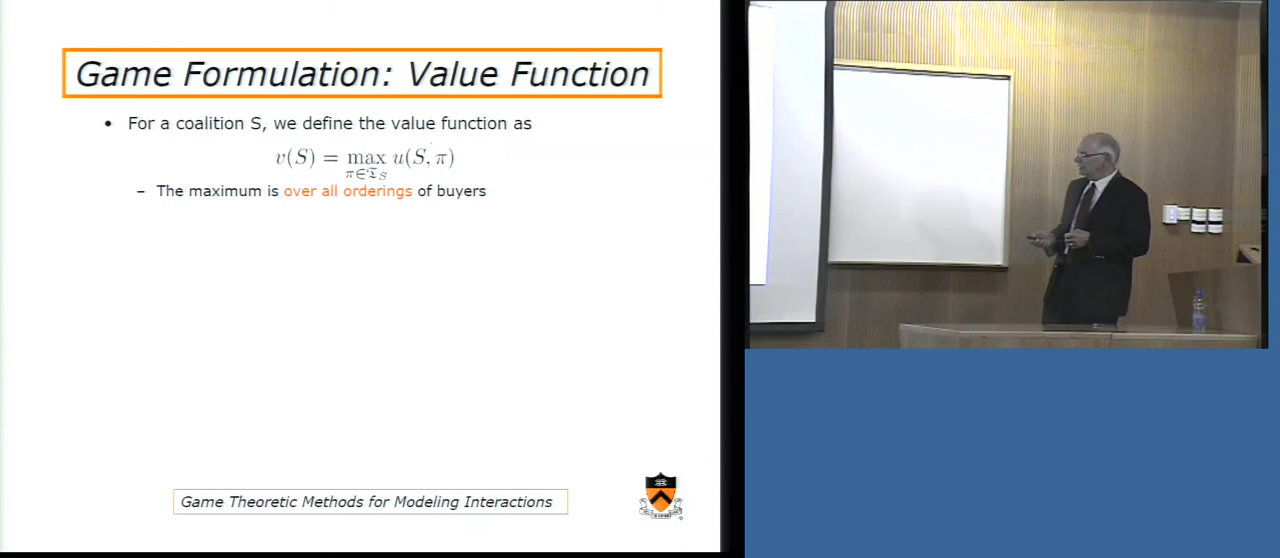 Game Formulation: Value Function
• For a coalition S, we define the value function as
v(S) = max u(S, π)
π∈𝔗_S
– The maximum is over all orderings of buyers
Game Theoretic Methods for Modeling Interactions